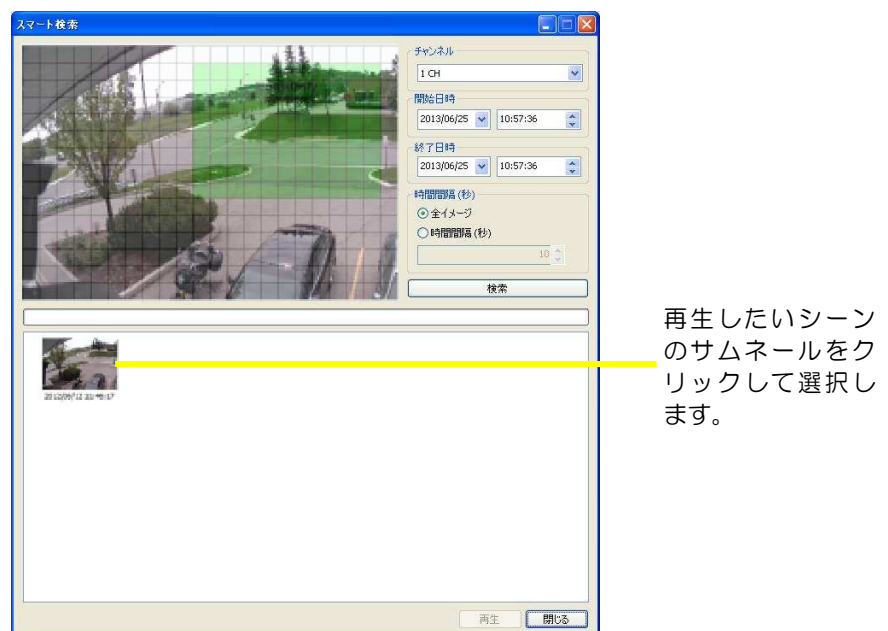 スマート検索
チャンネル
1 CH
開始日時
2013/06/25 10:57:36
終了日時
2013/06/25 10:57:36
時間間隔(秒)
全イメージ
時間間隔(秒)
10
検索
再生したいシーン
のサムネールをク
リックして選択し
ます。
再生 閉じる